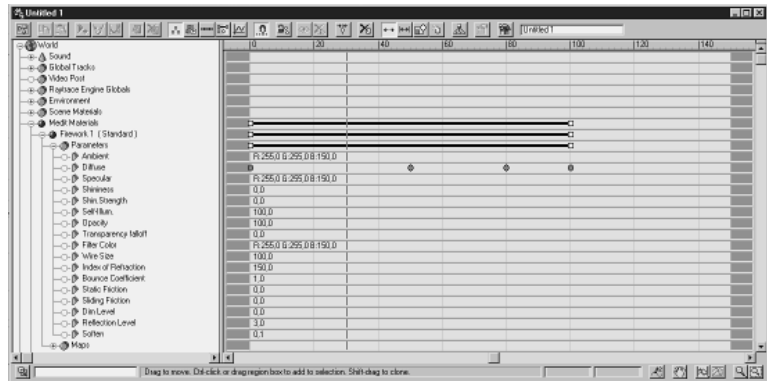 Untitled 1
Untitled 1
0 20 40 60 80 100 120 140
World
Sound
Global Tracks
Video Post
Raytrace Engine Globals
Environment
Scene Materials
Medit Materials
Firework 1 ( Standard )
Parameters
Ambient R:255,0 G:255,0 B:150,0
Diffuse
Specular R:255,0 G:255,0 B:150,0
Shininess 0,0
Shin. Strength 0,0
Self-Illum. 100,0
Opacity 100,0
Transparency falloff 0,0
Filter Color R:255,0 G:255,0 B:150,0
Wire Size 100,0
Index of Refraction 150,0
Bounce Coefficient 1,0
Static Friction 0,0
Sliding Friction 0,0
Dim Level 0,0
Reflection Level 3,0
Soften 0,1
Maps
Drag to move. Ctrl-click or drag region box to add to selection. Shift-drag to clone.